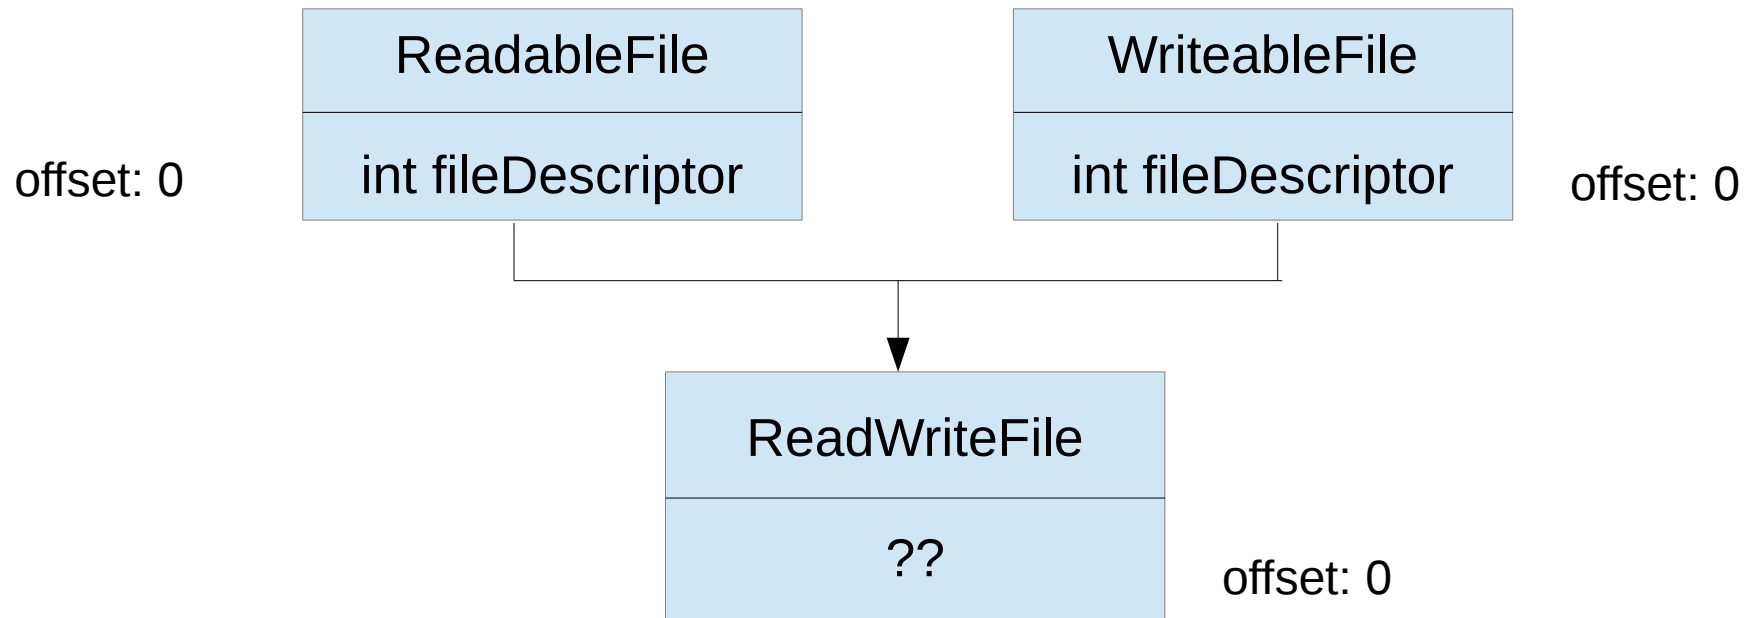 ReadableFile
WriteableFile
offset: 0
int fileDescriptor
int fileDescriptor
offset: 0
ReadWriteFile
??
offset: 0